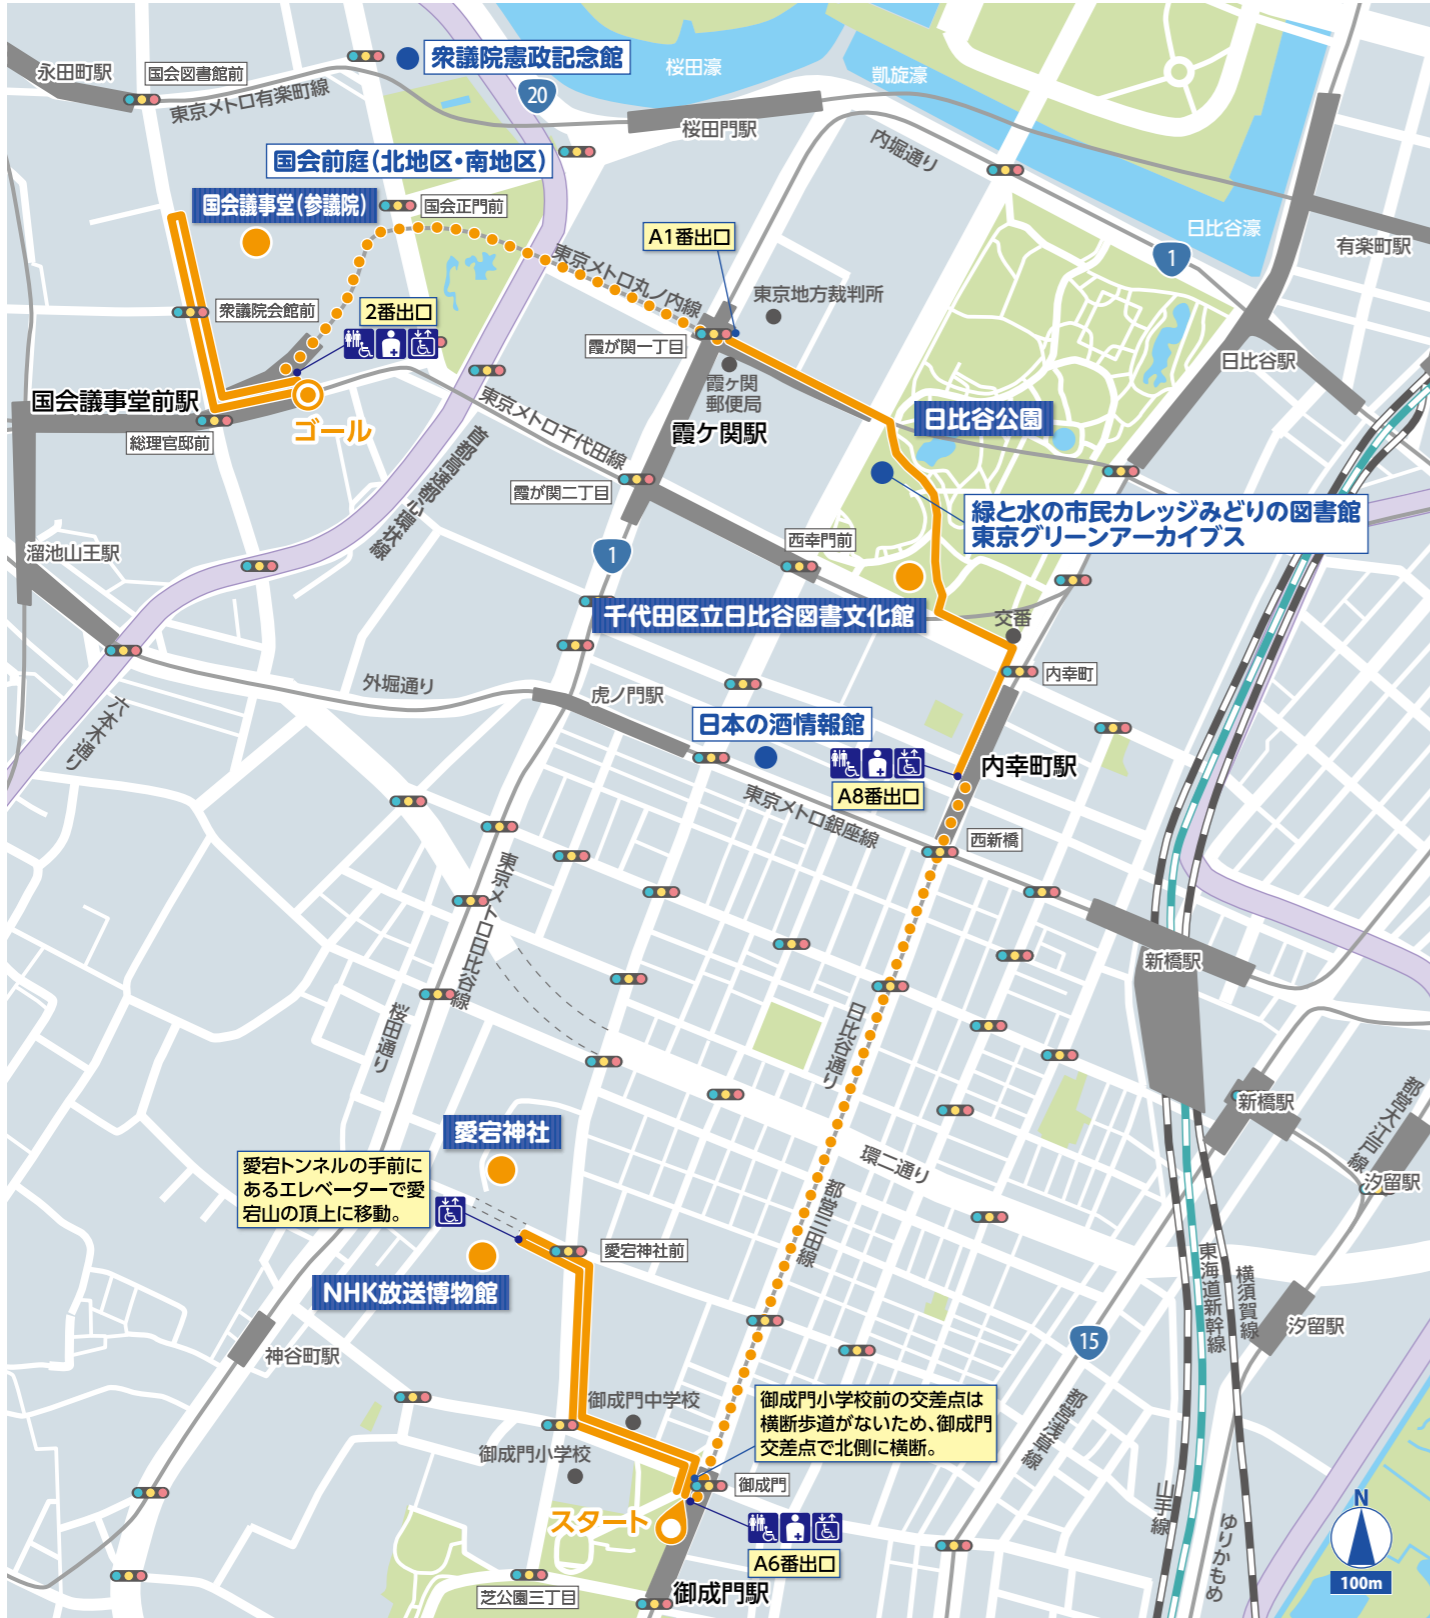 衆議院憲政記念館
桜田濠
凱旋濠
永田町駅
国会図書館前
東京メトロ有楽町線
20
桜田門駅
内堀通り
国会前庭(北地区・南地区)
国会議事堂(参議院)
国会正門前
A1番出口
日比谷濠
1
有楽町駅
東京メトロ丸ノ内線
東京地方裁判所
衆議院会館前
2番出口
霞が関一丁目
日比谷駅
霞ヶ関
郵便局
国会議事堂前駅
ゴール
総理官邸前
東京メトロ千代田線
霞ケ関駅
日比谷公園
首都高速都心環状線
霞が関二丁目
緑と水の市民カレッジみどりの図書館
東京グリーンアーカイブス
溜池山王駅
1
西幸門前
千代田区立日比谷図書文化館
交番
内幸町
外堀通り
虎ノ門駅
六本木通り
日本の酒情報館
内幸町駅
A8番出口
東京メトロ銀座線
西新橋
東京メトロ日比谷線
新橋駅
桜田通り
日比谷通り
新橋駅
都営大江戸線
愛宕神社
環二通り
愛宕トンネルの手前に
あるエレベーターで愛
宕山の頂上に移動。
汐留駅
都営三田線
愛宕神社前
NHK放送博物館
東海道新幹線
横須賀線
15
汐留駅
神谷町駅
御成門中学校
御成門小学校前の交差点は
横断歩道がないため、御成門
交差点で北側に横断。
都営浅草線
御成門小学校
御成門
スタート
山手線
ゆりかもめ
N
100m
A6番出口
芝公園三丁目
御成門駅